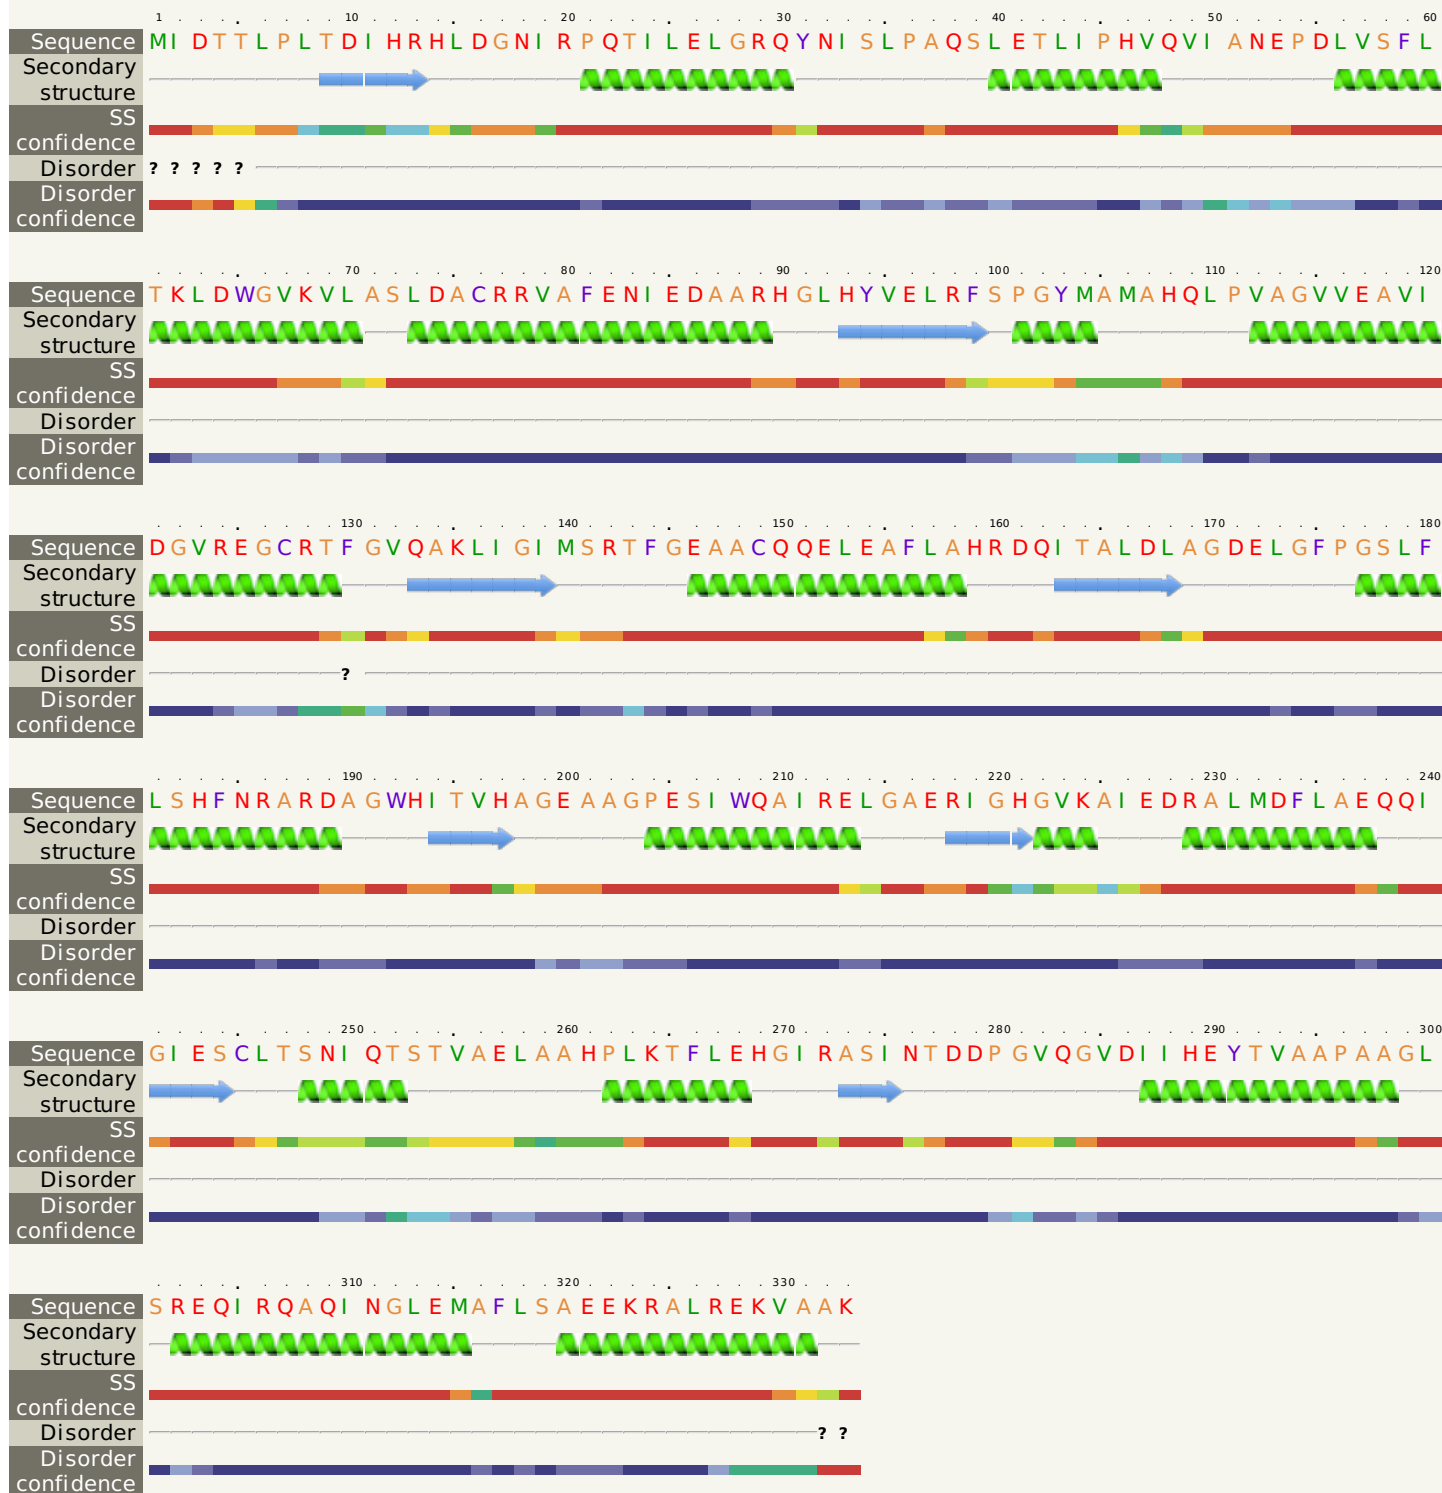 1 10 20 30 40 50 60
Sequence MIDTTLPLTDIHRHLDGNIRPQTILELGRQYNISLPAQSLETLIPHVQVIANEPDLVSFL
Secondary
structure
SS
confidence
Disorder ? ? ? ? ?
Disorder
confidence
70 80 90 100 110 120
Sequence TKLDWGVKVLASLDACRRVAFENIEDAARHGLHYVELRFSPGYMAMAHQLPVAGVVEAVI
Secondary
structure
SS
confidence
Disorder
Disorder
confidence
130 140 150 160 170 180
Sequence DGVREGCRTFGVQAKLIGIMSRTFGEAACQQELEAFLAHRDQITALDLAGDELGFPGSLF
Secondary
structure
SS
confidence
Disorder ?
Disorder
confidence
190 200 210 220 230 240
Sequence LSHFNRARDAGWHITVHAGEAAGPESIWQAIRELGAERIGHGVKAIEDRALMDFLAEQQI
Secondary
structure
SS
confidence
Disorder
Disorder
confidence
250 260 270 280 290 300
Sequence GIESCLTSNIQTSTVAELAAHPLKTFLEHGIRASINTDDPGVQGVDIIHEYTVAAPAAGL
Secondary
structure
SS
confidence
Disorder
Disorder
confidence
310 320 330
Sequence SREQIRQAQINGLEMAFLSAEEKRALREKVAAK
Secondary
structure
SS
confidence
Disorder ? ?
Disorder
confidence